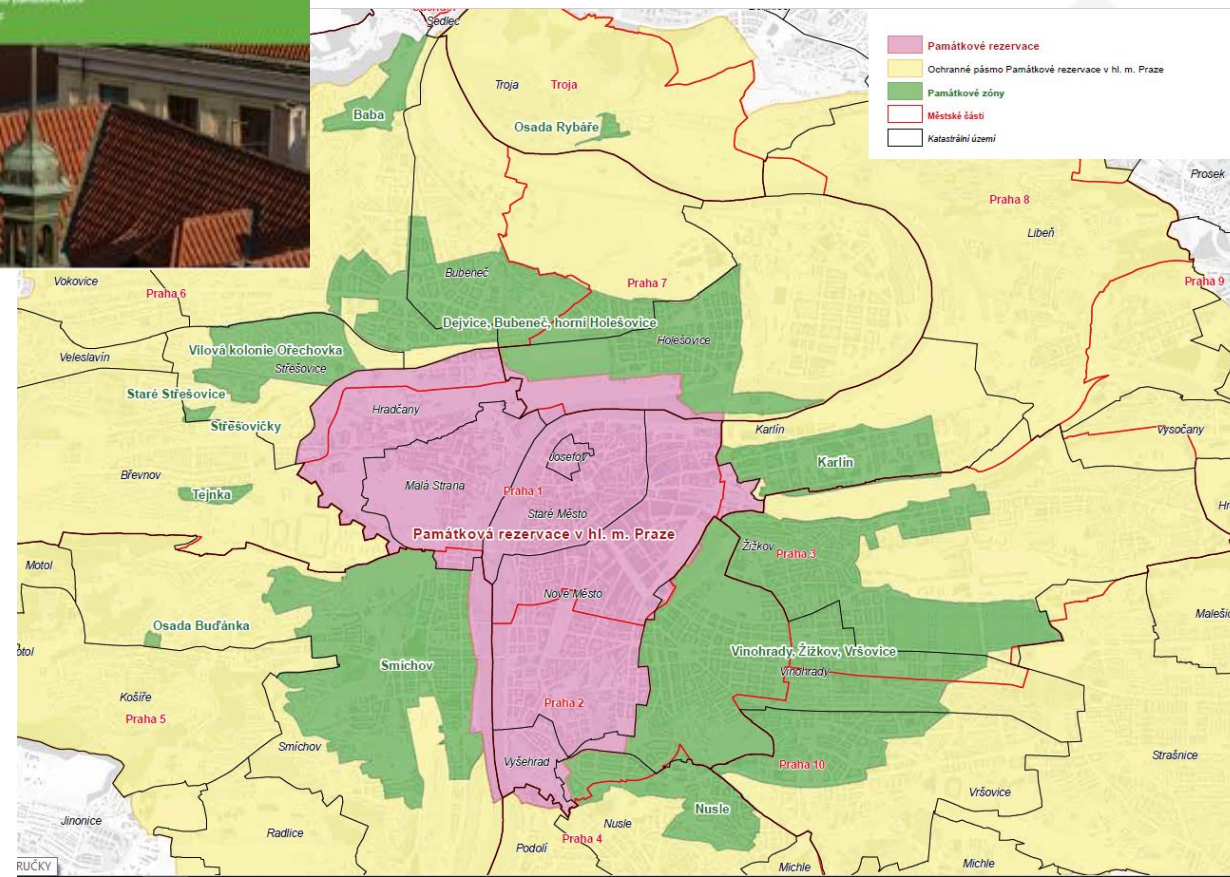 Sedlec
Památkové rezervace
Ochranné pásmo Památkové rezervace v hl. m. Praze
Památkové zóny
Městské části
Katastrální území
Troja
Troja
Baba
Osada Rybáře
Prosek
Praha 8
Libeň
Vokovice
Praha 6
Bubeneč
Praha 7
Praha 9
Dejvice, Bubeneč, horní Holešovice
Holešovice
Veleslavín
Vilová kolonie Ořechovka
Střešovice
Staré Střešovice
Střešovičky
Hradčany
Karlín
Vysočany
Josefov
Karlín
Břevnov
Tejnka
Malá Strana
Praha 1
Staré Město
Památková rezervace v hl. m. Praze
Žižkov
Praha 3
Motol
Nové Město
Osada Buďánka
Smíchov
Vinohrady, Žižkov, Vršovice
Vinohrady
Košíře
Praha 5
Praha 2
Smíchov
Vyšehrad
Praha 10
Strašnice
Vršovice
Nusle
Jinonice
Radlice
Podolí
Praha 4
Nusle
Michle
Michle